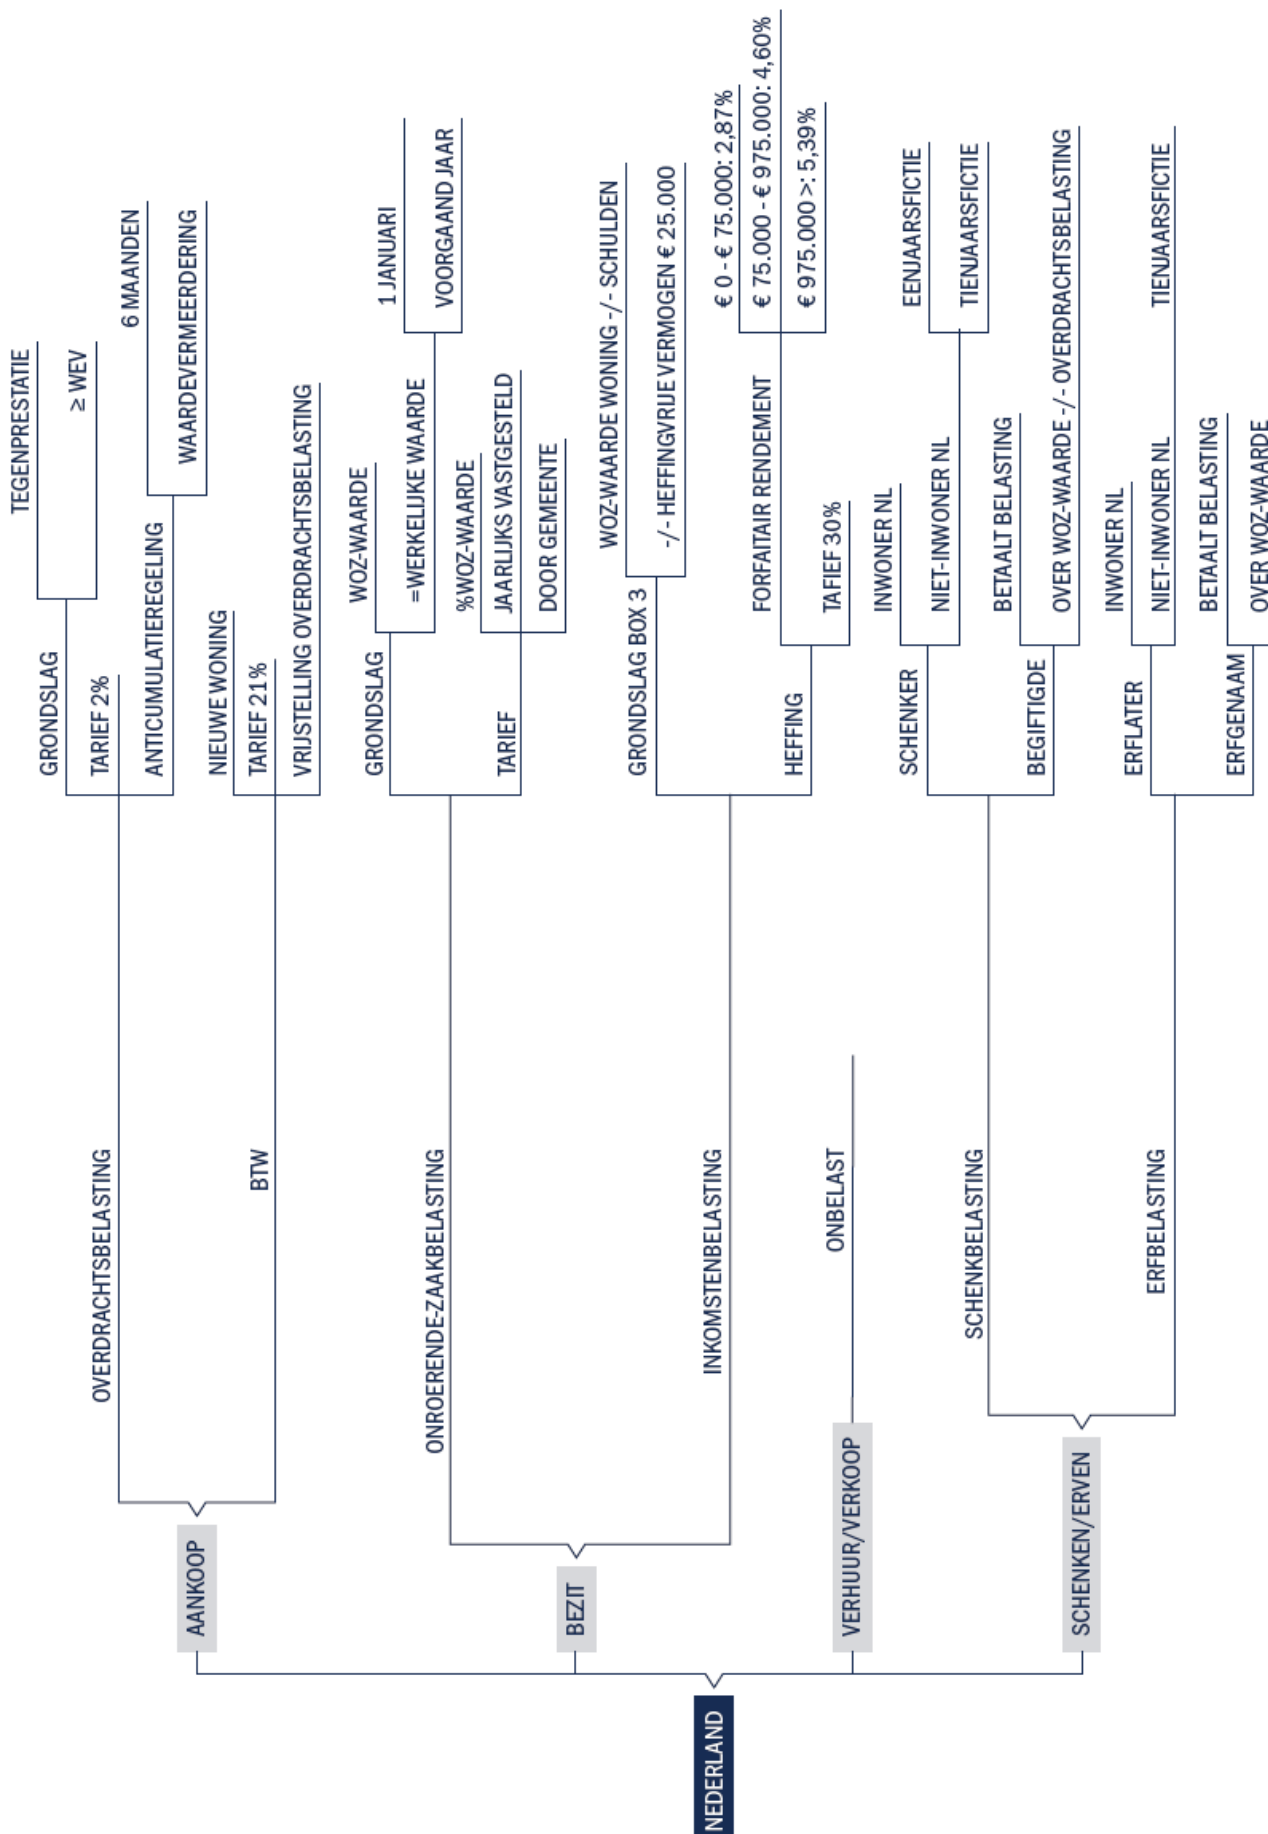 NEDERLAND
AANKOOP
OVERDRACHTSBELASTING
GRONDSLAG
TEGENPRESTATIE
≥ WEV
TARIEF 2%
ANTICUMULATIEREGELING
6 MAANDEN
WAARDEVERMEERDERING
BTW
NIEUWE WONING
TARIEF 21%
VRIJSTELLING OVERDRACHTSBELASTING
BEZIT
ONROERENDE-ZAAKBELASTING
GRONDSLAG
WOZ-WAARDE
=WERKELIJKE WAARDE
1 JANUARI
VOORGAAND JAAR
TARIEF
%WOZ-WAARDE
JAARLIJKS VASTGESTELD
DOOR GEMEENTE
INKOMSTENBELASTING
GRONDSLAG BOX 3
WOZ-WAARDE WONING -/- SCHULDEN
-/- HEFFINGVRIJE VERMOGEN € 25.000
HEFFING
FORFAITAIR RENDEMENT
€ 0 - € 75.000: 2,87%
€ 75.000 - € 975.000: 4,60%
€ 975.000 >: 5,39%
TAFIEF 30%
VERHUUR/VERKOOP
ONBELAST
SCHENKEN/ERVEN
SCHENKBELASTING
SCHENKER
INWONER NL
NIET-INWONER NL
EENJAARSFICTIE
TIENJAARSFICTIE
BEGIFTIGDE
BETAALT BELASTING
OVER WOZ-WAARDE -/- OVERDRACHTSBELASTING
ERFBELASTING
ERFLATER
INWONER NL
NIET-INWONER NL
TIENJAARSFICTIE
ERFGENAAM
BETAALT BELASTING
OVER WOZ-WAARDE